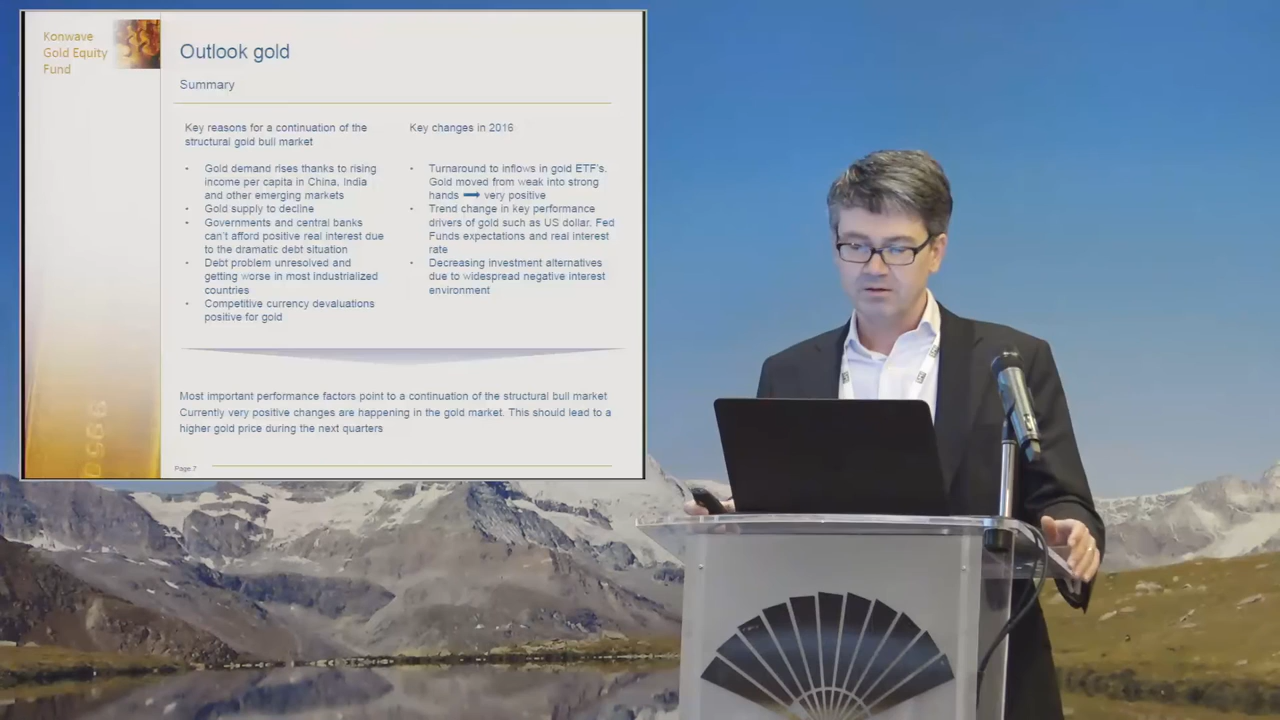 Konwave
Gold Equity
Fund
Outlook gold
Summary
Key reasons for a continuation of the
structural gold bull market
• Gold demand rises thanks to rising
income per capita in China, India
and other emerging markets
• Gold supply to decline
• Governments and central banks
can't afford positive real interest due
to the dramatic debt situation
• Debt problem unresolved and
getting worse in most industrialized
countries
• Competitive currency devaluations
positive for gold
Key changes in 2016
• Turnaround to inflows in gold ETF's.
Gold moved from weak into strong
hands ➡ very positive
• Trend change in key performance
drivers of gold such as US dollar, Fed
Funds expectations and real interest
rate
• Decreasing investment alternatives
due to widespread negative interest
environment
Most important performance factors point to a continuation of the structural bull market
Currently very positive changes are happening in the gold market. This should lead to a
higher gold price during the next quarters
Page 7